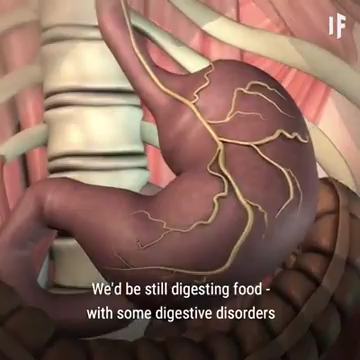 IF
We'd be still digesting food -
with some digestive disorders